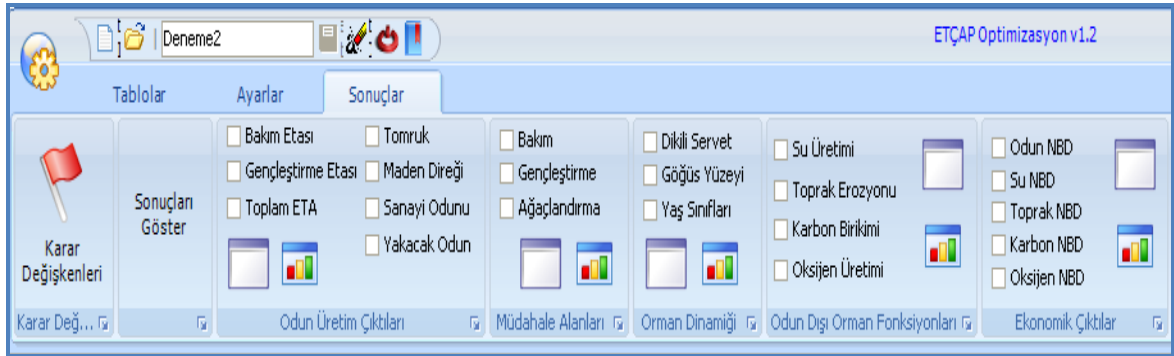 Deneme2
ETÇAP Optimizasyon v1.2
Tablolar Ayarlar Sonuçlar
Karar
Değişkenleri
Karar Değ...
Sonuçları
Göster
Bakım Etası
Gençleştirme Etası
Toplam ETA
Tomruk
Maden Direği
Sanayi Odunu
Yakacak Odun
Odun Üretim Çıktıları
Bakım
Gençleştirme
Ağaçlandırma
Müdahale Alanları
Dikili Servet
Göğüs Yüzeyi
Yaş Sınıfları
Orman Dinamiği
Su Üretimi
Toprak Erozyonu
Karbon Birikimi
Oksijen Üretimi
Odun Dışı Orman Fonksiyonları
Odun NBD
Su NBD
Toprak NBD
Karbon NBD
Oksijen NBD
Ekonomik Çıktılar